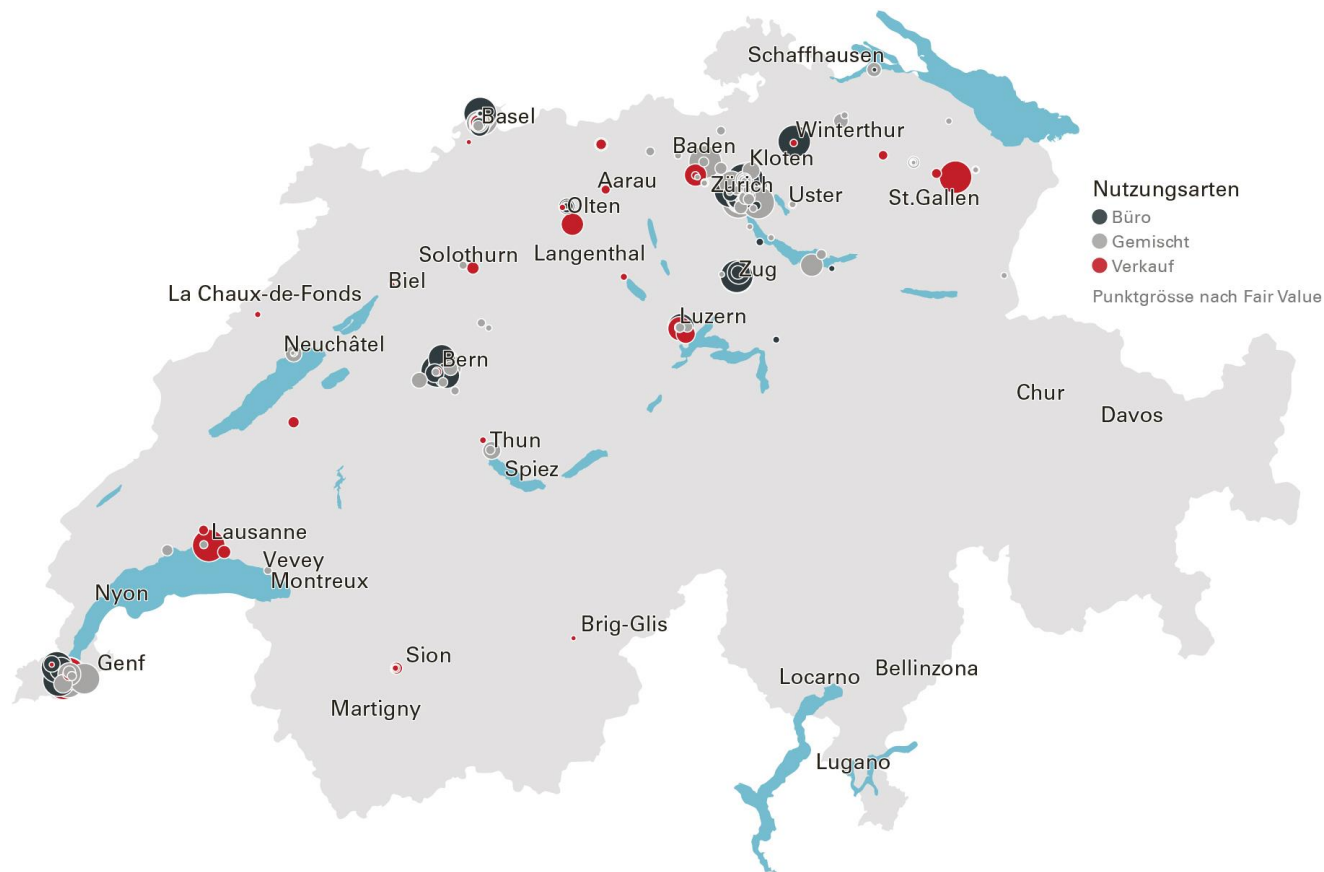 Schaffhausen
Basel
Winterthur
Baden
Kloten
Aarau
Zürich
Uster
St.Gallen
Olten
Solothurn
Langenthal
Zug
Biel
La Chaux-de-Fonds
Luzern
Neuchâtel
Bern
Chur
Davos
Thun
Spiez
Lausanne
Vevey
Montreux
Nyon
Brig-Glis
Genf
Sion
Martigny
Locarno
Bellinzona
Lugano
Nutzungsarten
Büro
Gemischt
Verkauf
Punktgrösse nach Fair Value